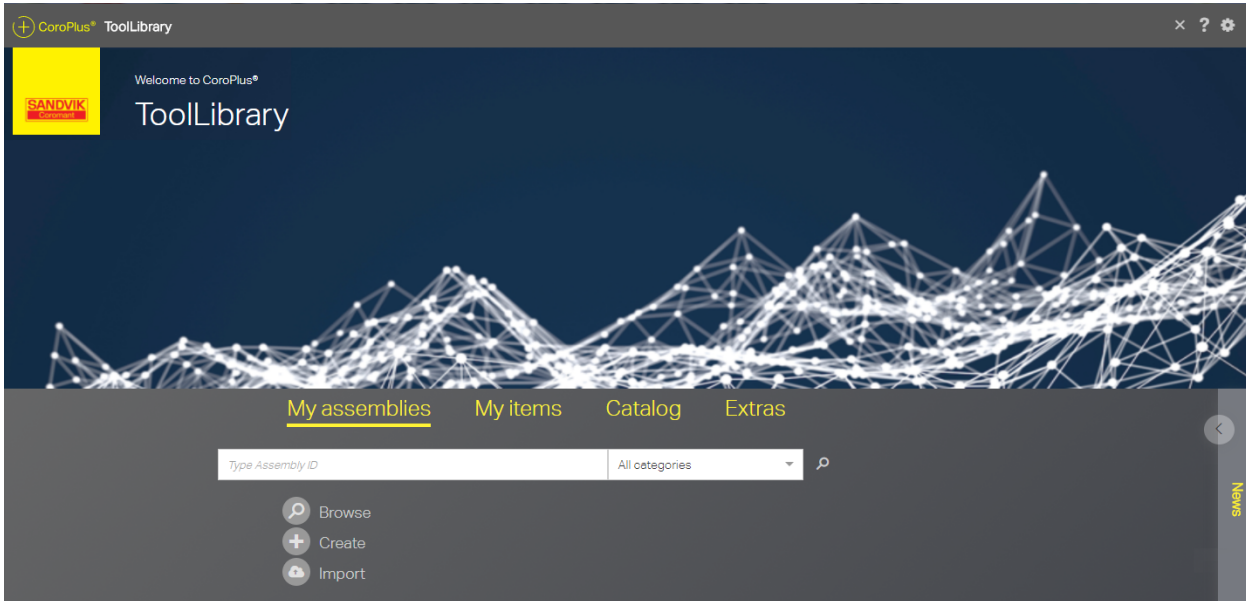 CoroPlus® ToolLibrary
× ?
SANDVIK
Coromant
Welcome to CoroPlus®
ToolLibrary
My assemblies My items Catalog Extras
Type Assembly ID All categories
Browse
Create
Import
News